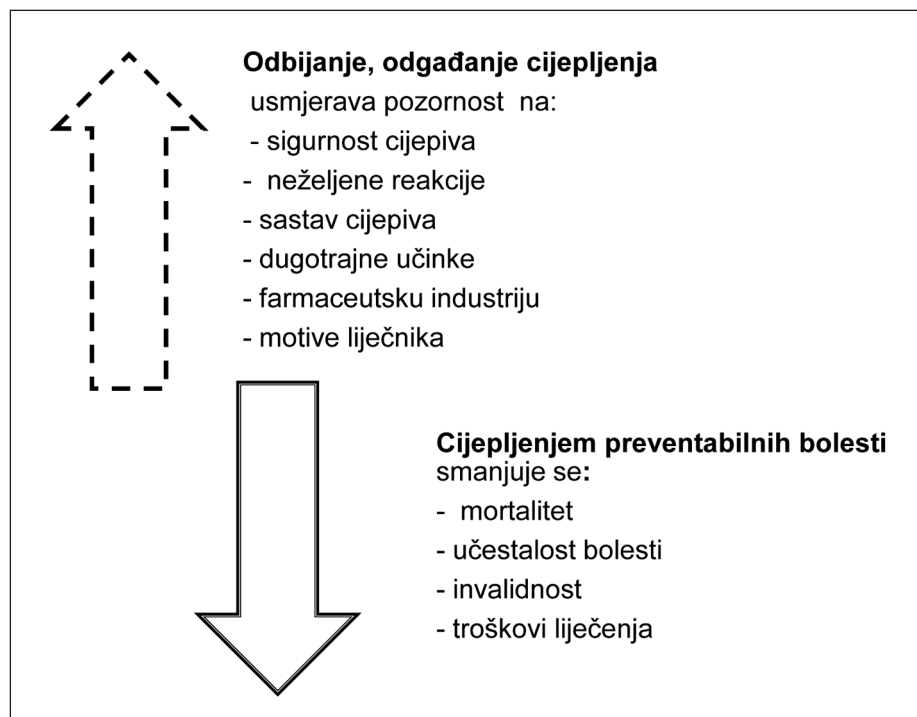 Odbijanje, odgađanje cijepljenja
usmjerava pozornost na:
- sigurnost cijepiva
- neželjene reakcije
- sastav cijepiva
- dugotrajne učinke
- farmaceutsku industriju
- motive liječnika
Cijepljenjem preventabilnih bolesti
smanjuje se:
- mortalitet
- učestalost bolesti
- invalidnost
- troškovi liječenja